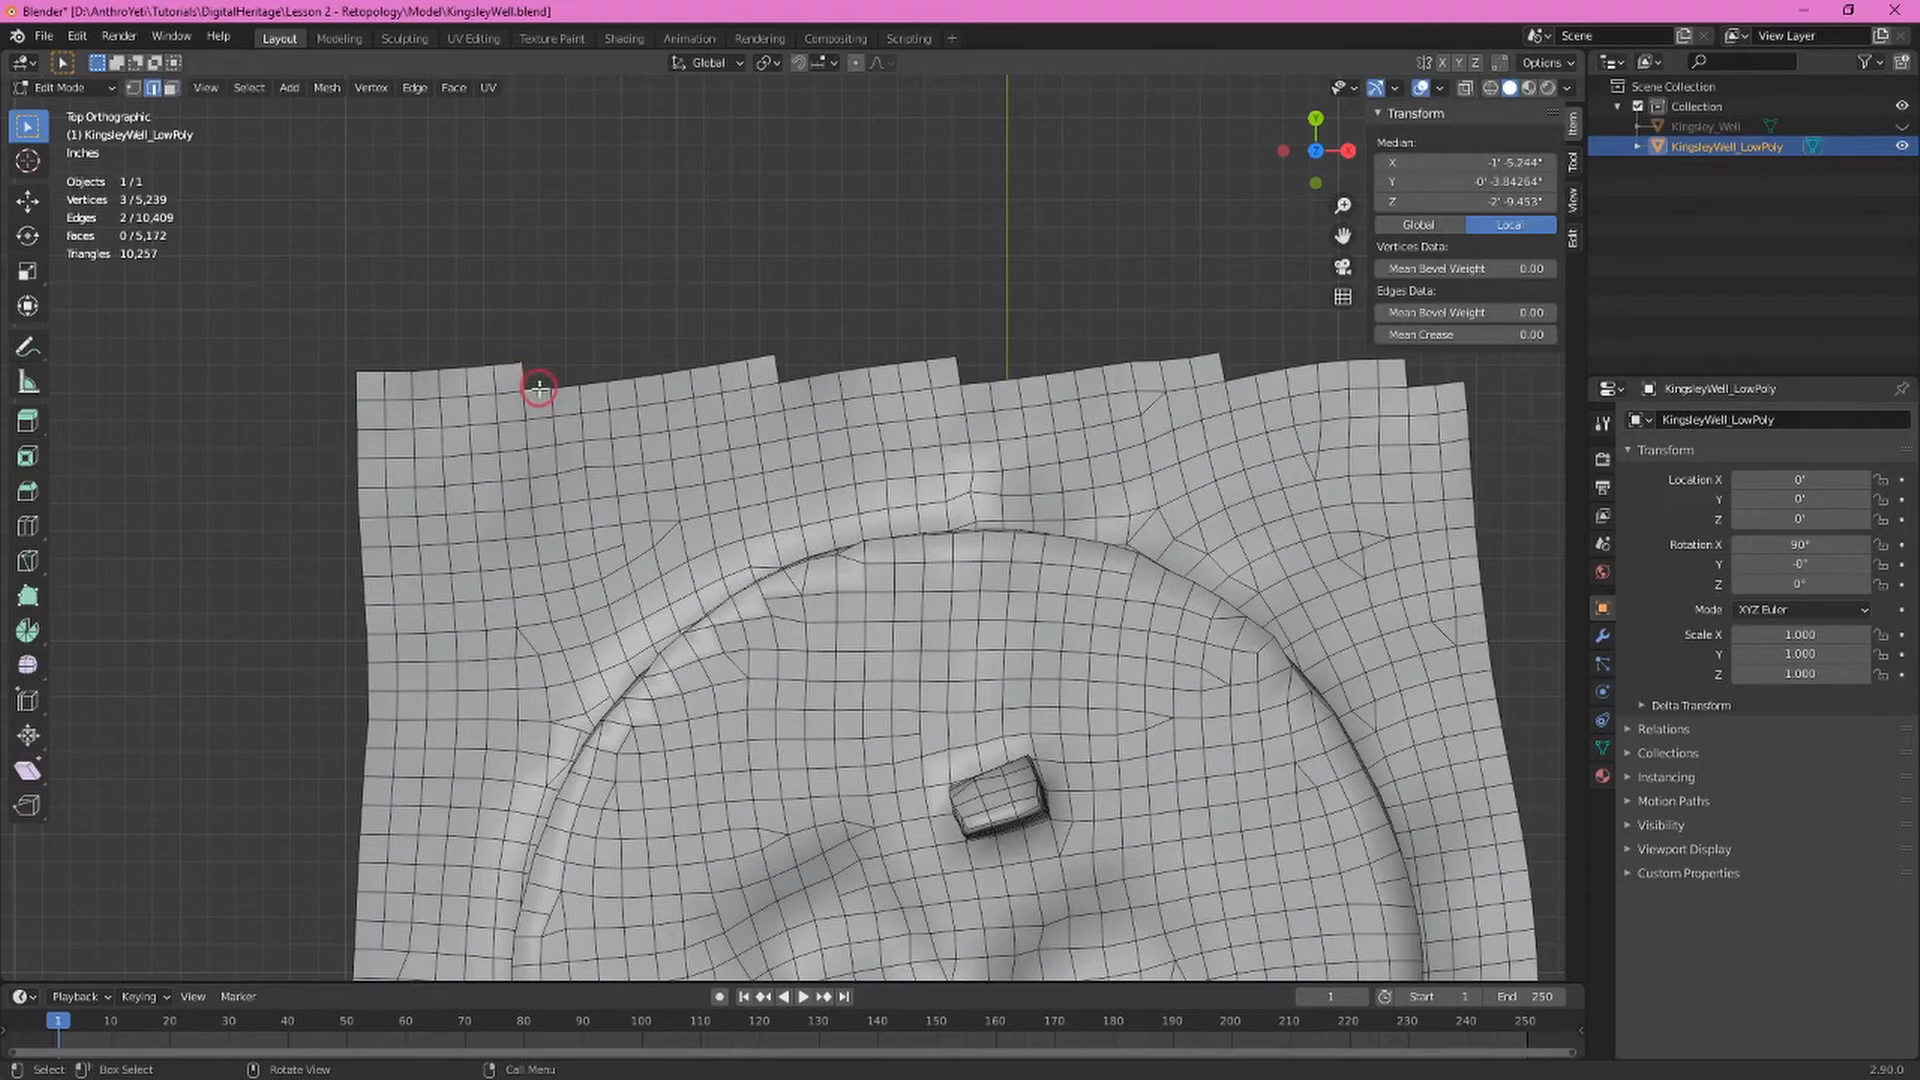 Blender* [D:\AnthroYeti\Tutorials\DigitalHeritage\Lesson 2 - Retopology\Model\KingsleyWell.blend]
File Edit Render Window Help Layout Modeling Sculpting UV Editing Texture Paint Shading Animation Rendering Compositing Scripting + Scene View Layer
Global X Y Z Options
Edit Mode View Select Add Mesh Vertex Edge Face UV
Scene Collection
Collection
Kingsley_Well
KingsleyWell_LowPoly
Top Orthographic
(1) KingsleyWell_LowPoly
Inches
Objects 1 / 1
Vertices 3 / 5,239
Edges 2 / 10,409
Faces 0 / 5,172
Triangles 10,257
Y
Z
X
Transform
Median:
X -1' -5.244"
Y -0' -3.84264"
Z -2' -9.453"
Global Local
Vertices Data:
Mean Bevel Weight 0.00
Edges Data:
Mean Bevel Weight 0.00
Mean Crease 0.00
Item
Tool
View
Edit
KingsleyWell_LowPoly
KingsleyWell_LowPoly
Transform
Location X 0'
Y 0'
Z 0'
Rotation X 90°
Y -0°
Z 0°
Mode XYZ Euler
Scale X 1.000
Y 1.000
Z 1.000
Delta Transform
Relations
Collections
Instancing
Motion Paths
Visibility
Viewport Display
Custom Properties
Playback Keying View Marker 1 Start 1 End 250
1 10 20 30 40 50 60 70 80 90 100 110 120 130 140 150 160 170 180 190 200 210 220 230 240 250
Select Box Select Rotate View Call Menu 2.90.0